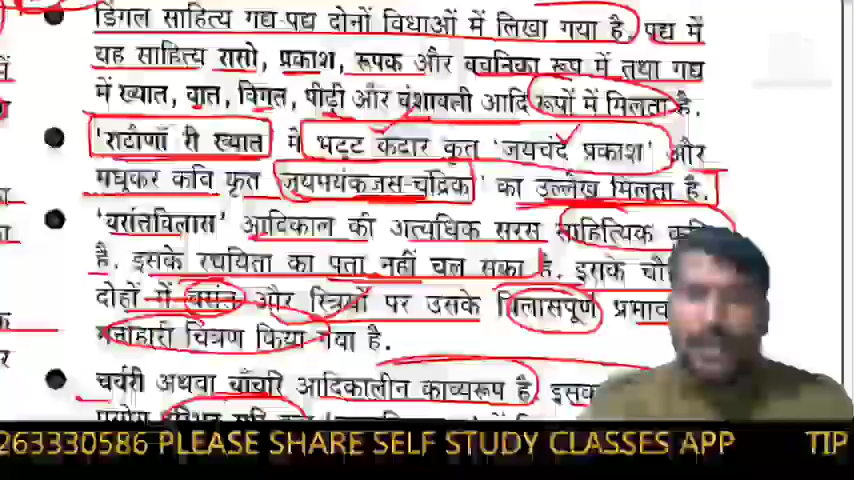 डिंगल साहित्य गद्य-पद्य दोनों विधाओं में लिखा गया है. पद्य में
यह साहित्य रासो, प्रकाश, रूपक और वचनिका रूप में तथा गद्य
में ख्यात, वात, विगत, पीढ़ी और वंशावली आदि रूपों में मिलता है.
'राठौणाँ री ख्यात' में भट्ट केदार कृत 'जयचंद प्रकाश' और
मधुकर कवि कृत 'जयमयंकजस-चंद्रिका' का उल्लेख मिलता है.
'वसंतविलास' आदिकाल की अत्यधिक सरस साहित्यिक
है. इसके रचयिता का पता नहीं चल सका है. इसके
दोहों में वसंत और स्त्रियों पर उसके विलासपूर्ण प्रभाव
मनोहारी चित्रण किया गया है.
चर्चरी अथवा चाँचरि आदिकालीन काव्यरूप है.
263330586 PLEASE SHARE SELF STUDY CLASSES APP TIP